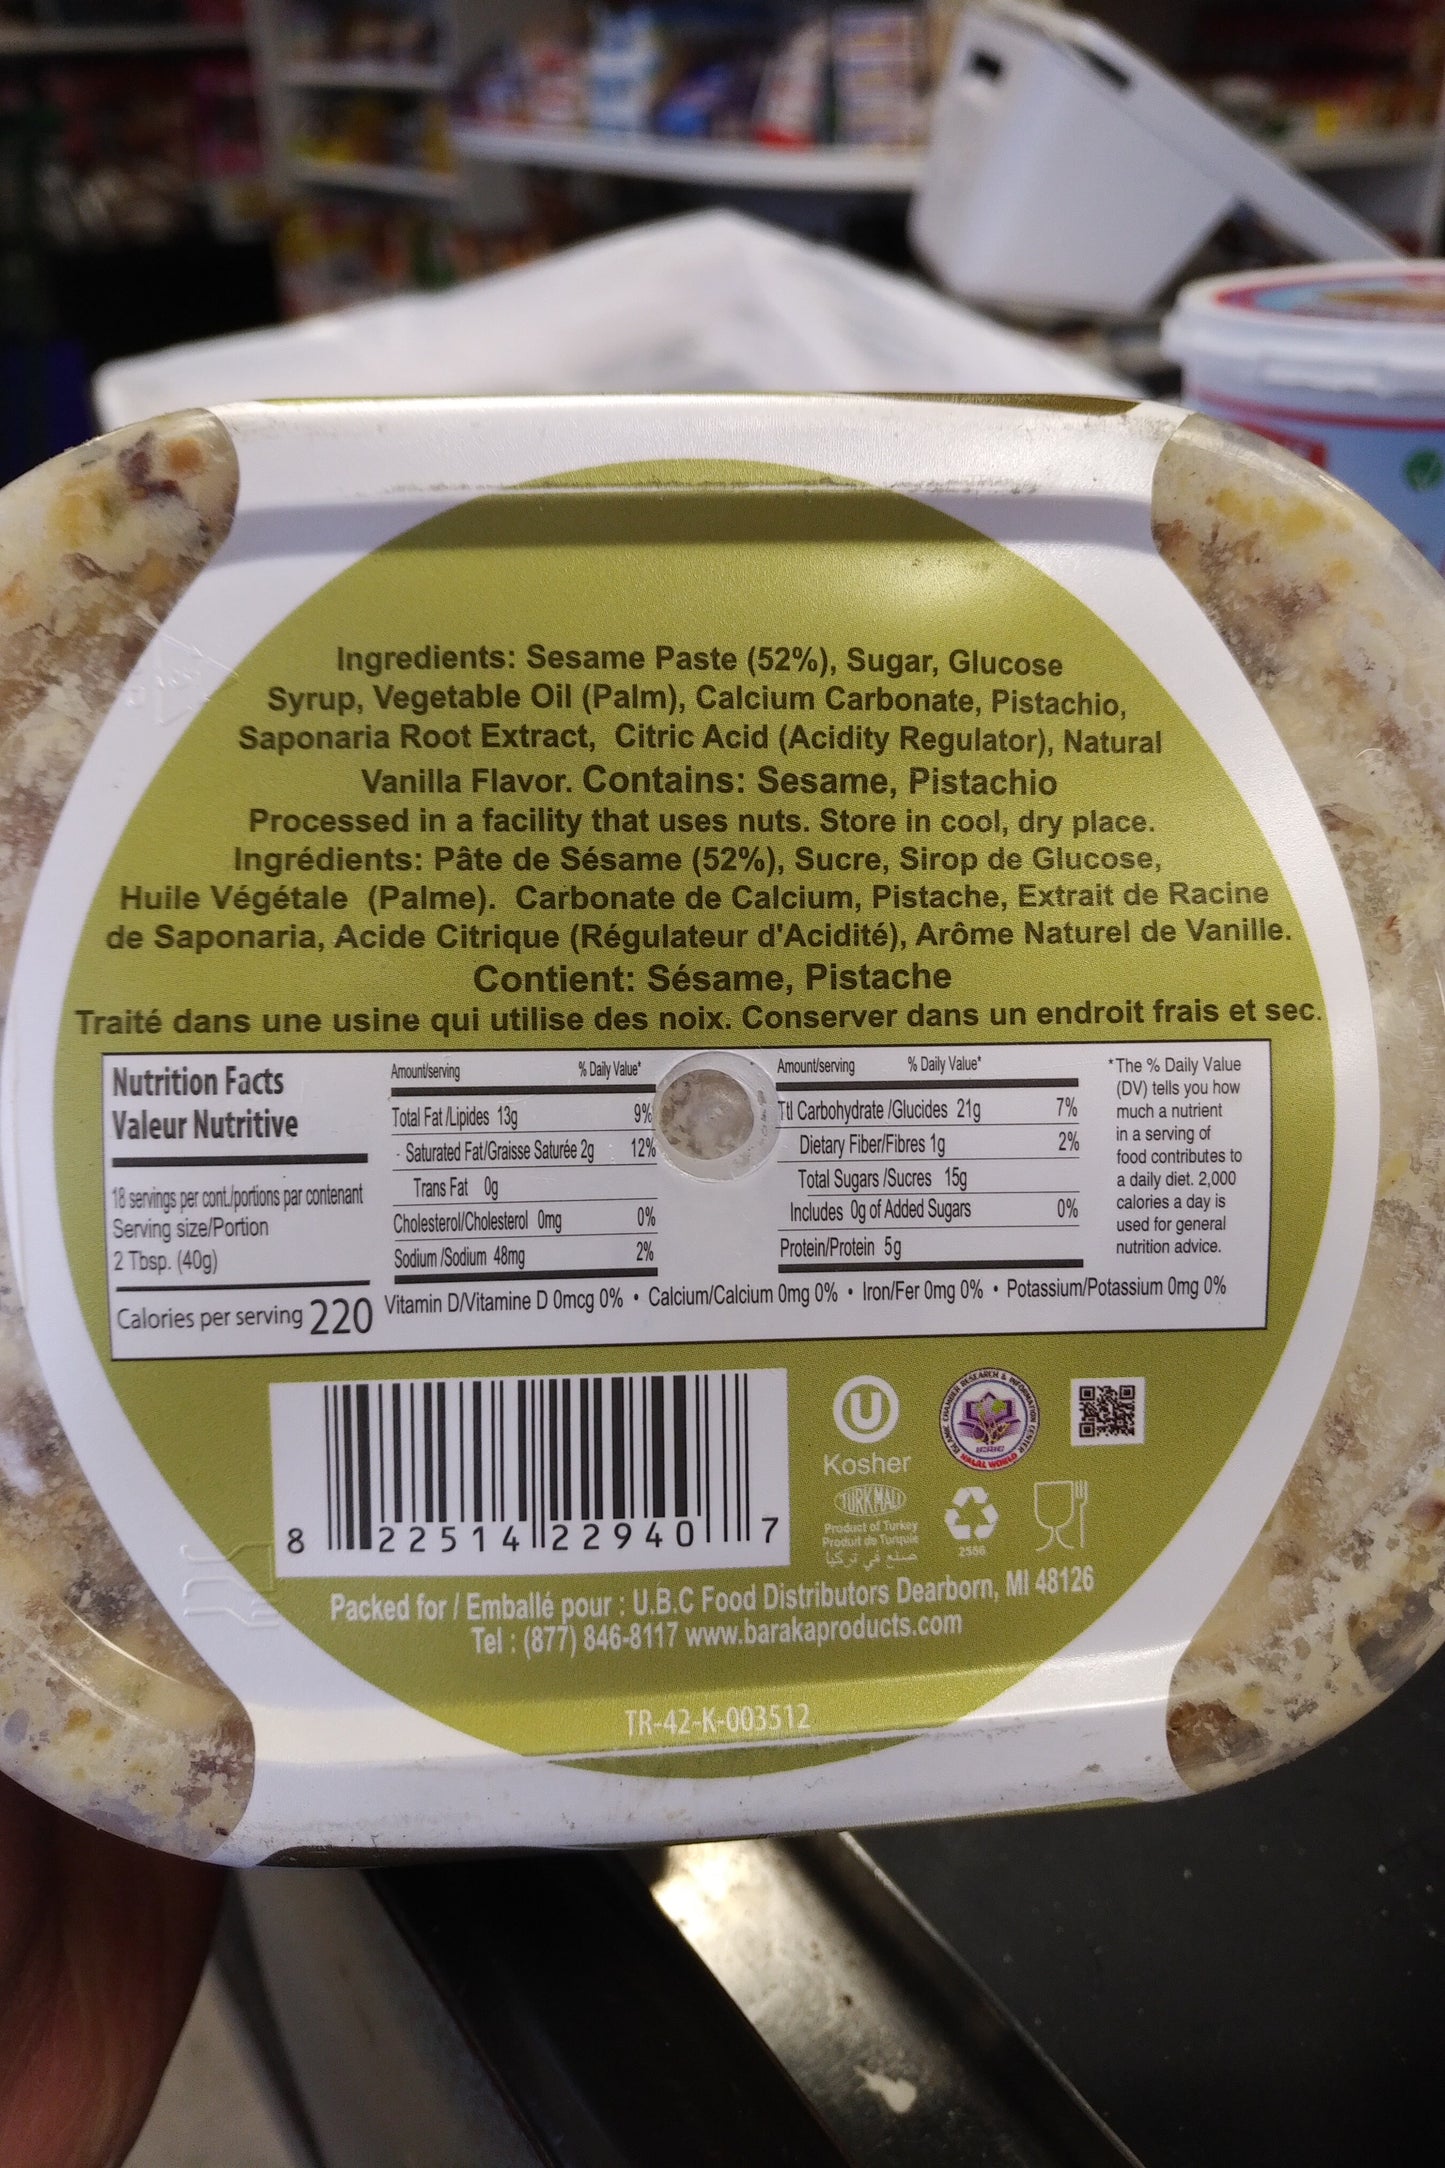 Ingredients: Sesame Paste (52%), Sugar, Glucose
Syrup, Vegetable Oil (Palm), Calcium Carbonate, Pistachio,
Saponaria Root Extract, Citric Acid (Acidity Regulator), Natural
Vanilla Flavor. Contains: Sesame, Pistachio
Processed in a facility that uses nuts. Store in cool, dry place.
Ingrédients: Pâte de Sésame (52%), Sucre, Sirop de Glucose,
Huile Végétale (Palme). Carbonate de Calcium, Pistache, Extrait de Racine
de Saponaria, Acide Citrique (Régulateur d'Acidité), Arôme Naturel de Vanille.
Contient: Sésame, Pistache
Traité dans une usine qui utilise des noix. Conserver dans un endroit frais et sec.
Nutrition Facts
Valeur Nutritive
18 servings per cont./portions par contenant
Serving size/Portion
2 Tbsp. (40g)
Calories per serving 220
Amount/serving % Daily Value*
Total Fat /Lipides 13g 9%
- Saturated Fat/Graisse Saturée 2g 12%
Trans Fat 0g
Cholesterol/Cholesterol 0mg 0%
Sodium /Sodium 48mg 2%
Amount/serving % Daily Value*
Ttl Carbohydrate /Glucides 21g 7%
Dietary Fiber/Fibres 1g 2%
Total Sugars /Sucres 15g
Includes 0g of Added Sugars 0%
Protein/Protein 5g
*The % Daily Value
(DV) tells you how
much a nutrient
in a serving of
food contributes to
a daily diet. 2,000
calories a day is
used for general
nutrition advice.
Vitamin D/Vitamine D 0mcg 0% • Calcium/Calcium 0mg 0% • Iron/Fer 0mg 0% • Potassium/Potassium 0mg 0%
8 22514 22940 7
U
Kosher
ISLAMIC CHAMBER RESEARCH & INFORMATION CENTER
HALAL WORLD
TURKMALI
Product of Turkey
Produit de Turquie
صنع في تركيا
2556
Packed for / Emballé pour : U.B.C Food Distributors Dearborn, MI 48126
Tel : (877) 846-8117 www.barakaproducts.com
TR-42-K-003512